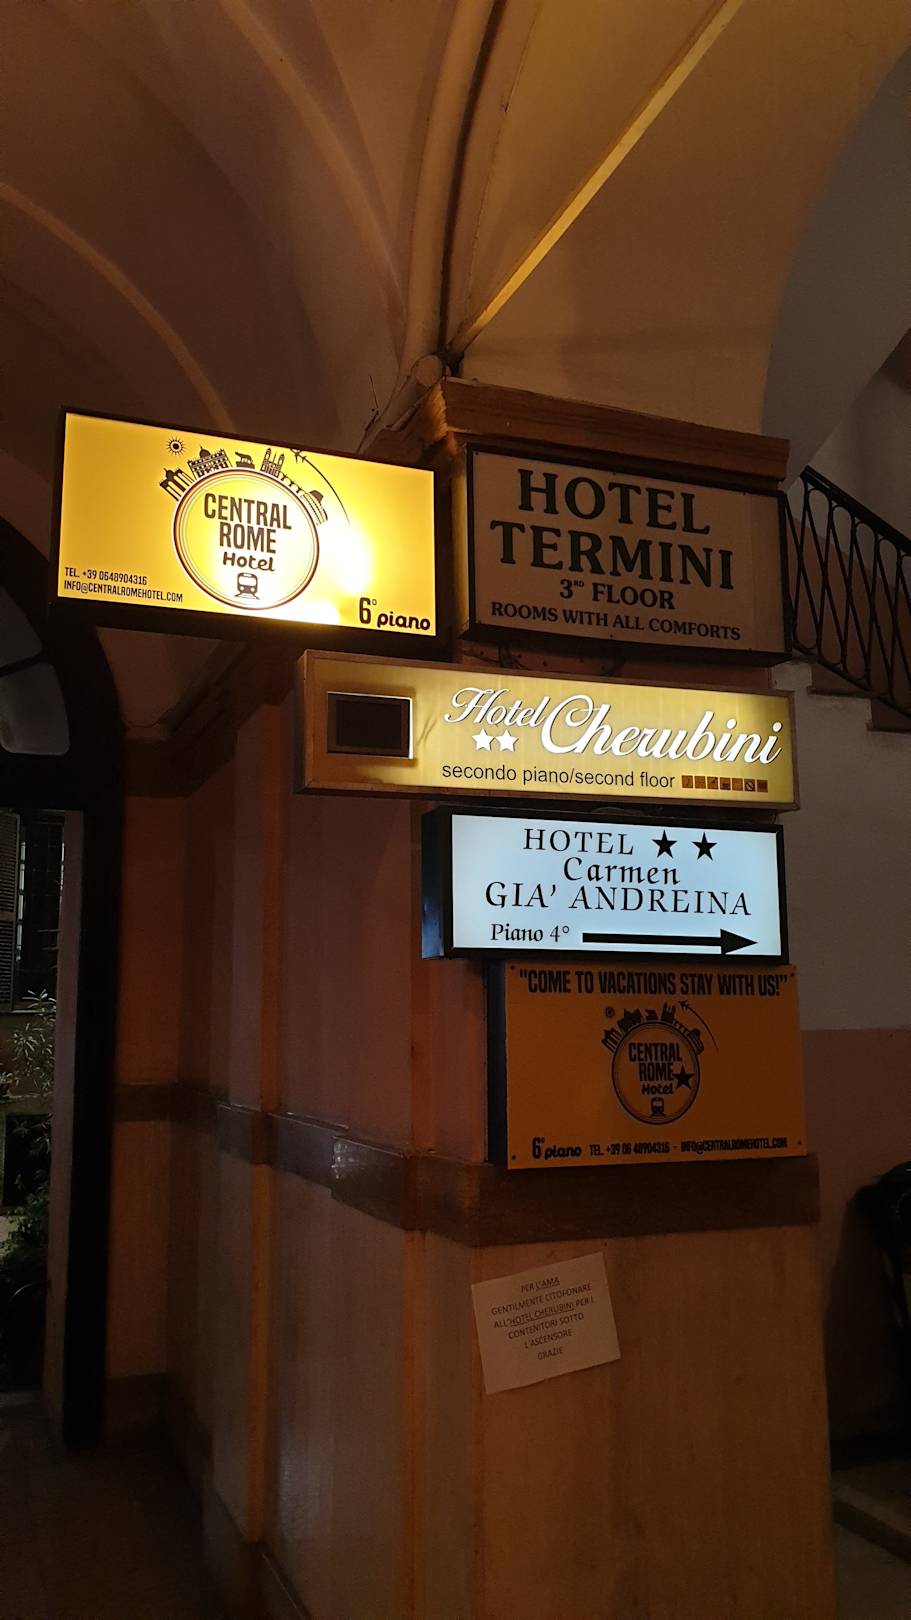 CENTRAL
ROME
Hotel
TEL. +39 0648904316
INFO@CENTRALROMEHOTEL.COM
6° piano
HOTEL
TERMINI
3RD FLOOR
ROOMS WITH ALL COMFORTS
Hotel Cherubini
secondo piano/second floor
HOTEL ★ ★
Carmen
GIA' ANDREINA
Piano 4°
"COME TO VACATIONS STAY WITH US!"
CENTRAL
ROME
Hotel
6° piano TEL. +39 06 48904316 - INFO@CENTRALROMEHOTEL.COM
PER L'AMA
GENTILMENTE CITOFONARE
ALL'HOTEL CHERUBINI PER I
CONTENITORI SOTTO
L'ASCENSORE
GRAZIE